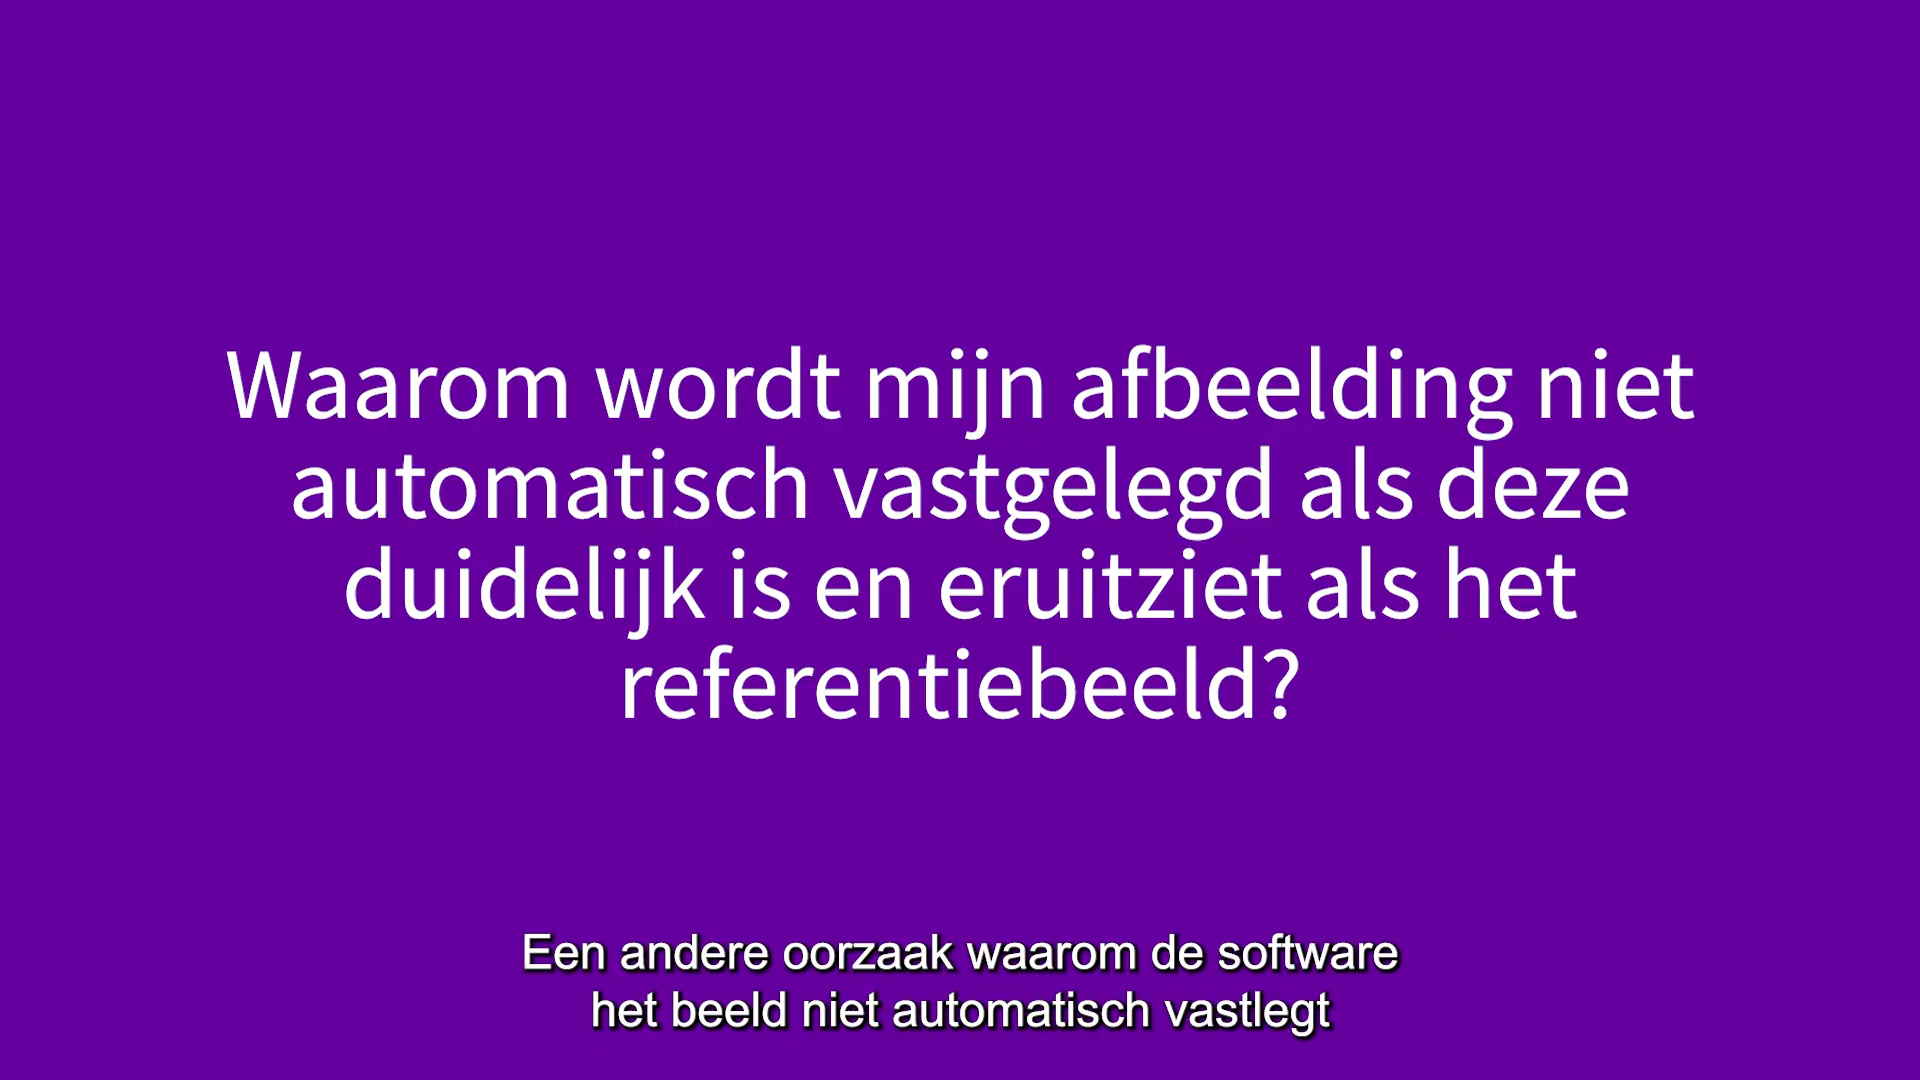 Waarom wordt mijn afbeelding niet
automatisch vastgelegd als deze
duidelijk is en eruitziet als het
referentiebeeld?
Een andere oorzaak waarom de software
het beeld niet automatisch vastlegt